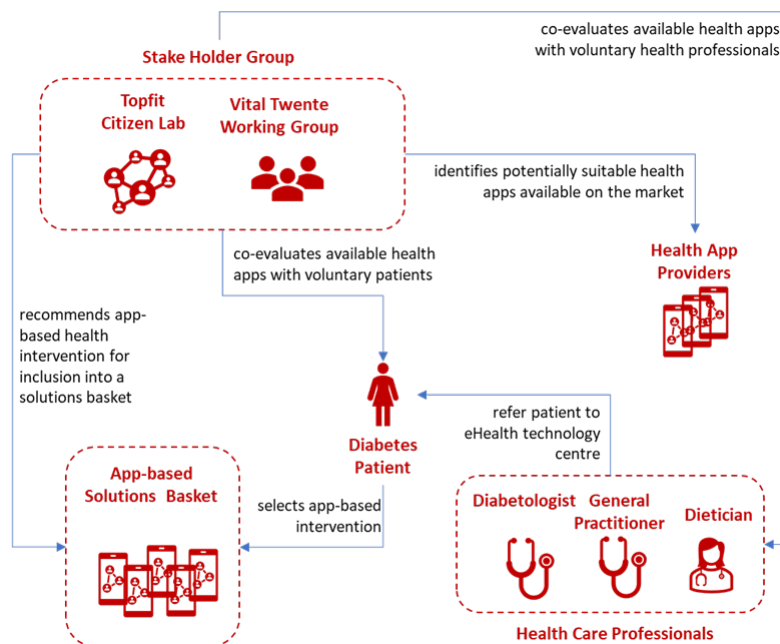 co-evaluates available health apps
with voluntary health professionals
Stake Holder Group
Topfit
Citizen Lab
Vital Twente
Working Group
identifies potentially suitable health
apps available on the market
co-evaluates available health
apps with voluntary patients
Health App
Providers
recommends app-
based health
intervention for
inclusion into a
solutions basket
refer patient to
eHealth technology
centre
Diabetes
Patient
App-based
Solutions Basket
selects app-based
intervention
Diabetologist
General
Practitioner
Dietician
Health Care Professionals